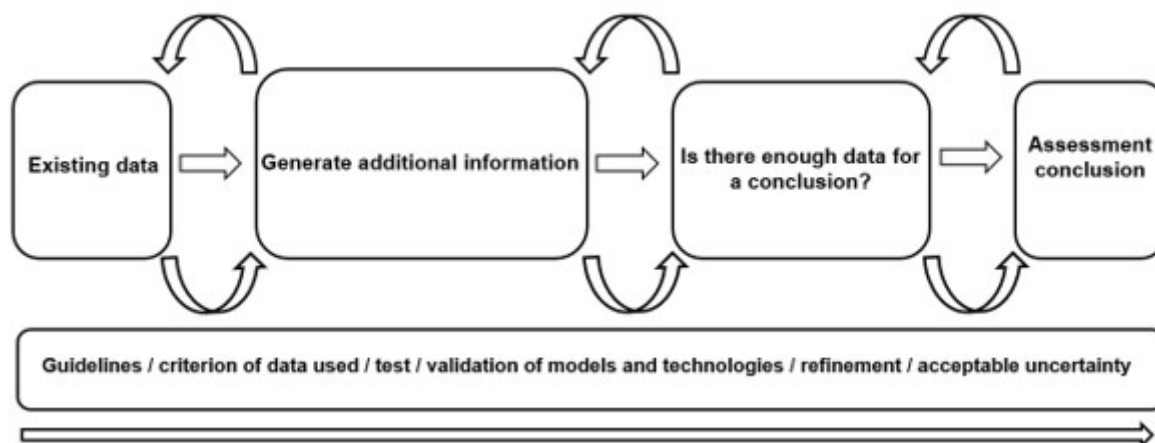 Existing data
Generate additional information
Is there enough data for
a conclusion?
Assessment
conclusion
Guidelines / criterion of data used / test / validation of models and technologies / refinement / acceptable uncertainty